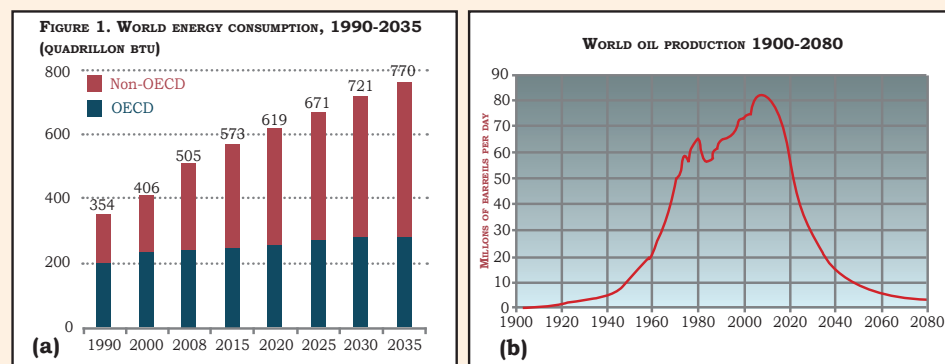 FIGURE 1. WORLD ENERGY CONSUMPTION, 1990-2035
(QUADRILLON BTU)
800
Non-OECD
OECD
600
400
200
0
354
406
505
573
619
671
721
770
1990 2000 2008 2015 2020 2025 2030 2035
(a)
WORLD OIL PRODUCTION 1900-2080
MILLONS OF BARRELS PER DAY
90
80
70
60
50
40
30
20
10
0
1900 1920 1940 1960 1980 2000 2020 2040 2060 2080
(b)